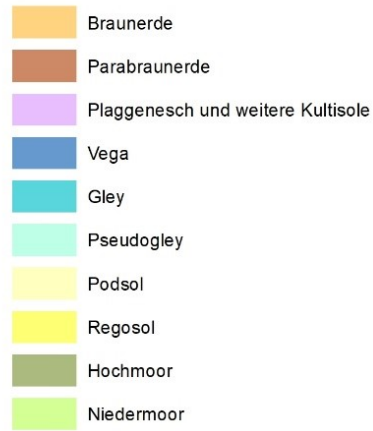 Braunerde
Parabraunerde
Plaggenesch und weitere Kultisole
Vega
Gley
Pseudogley
Podsol
Regosol
Hochmoor
Niedermoor